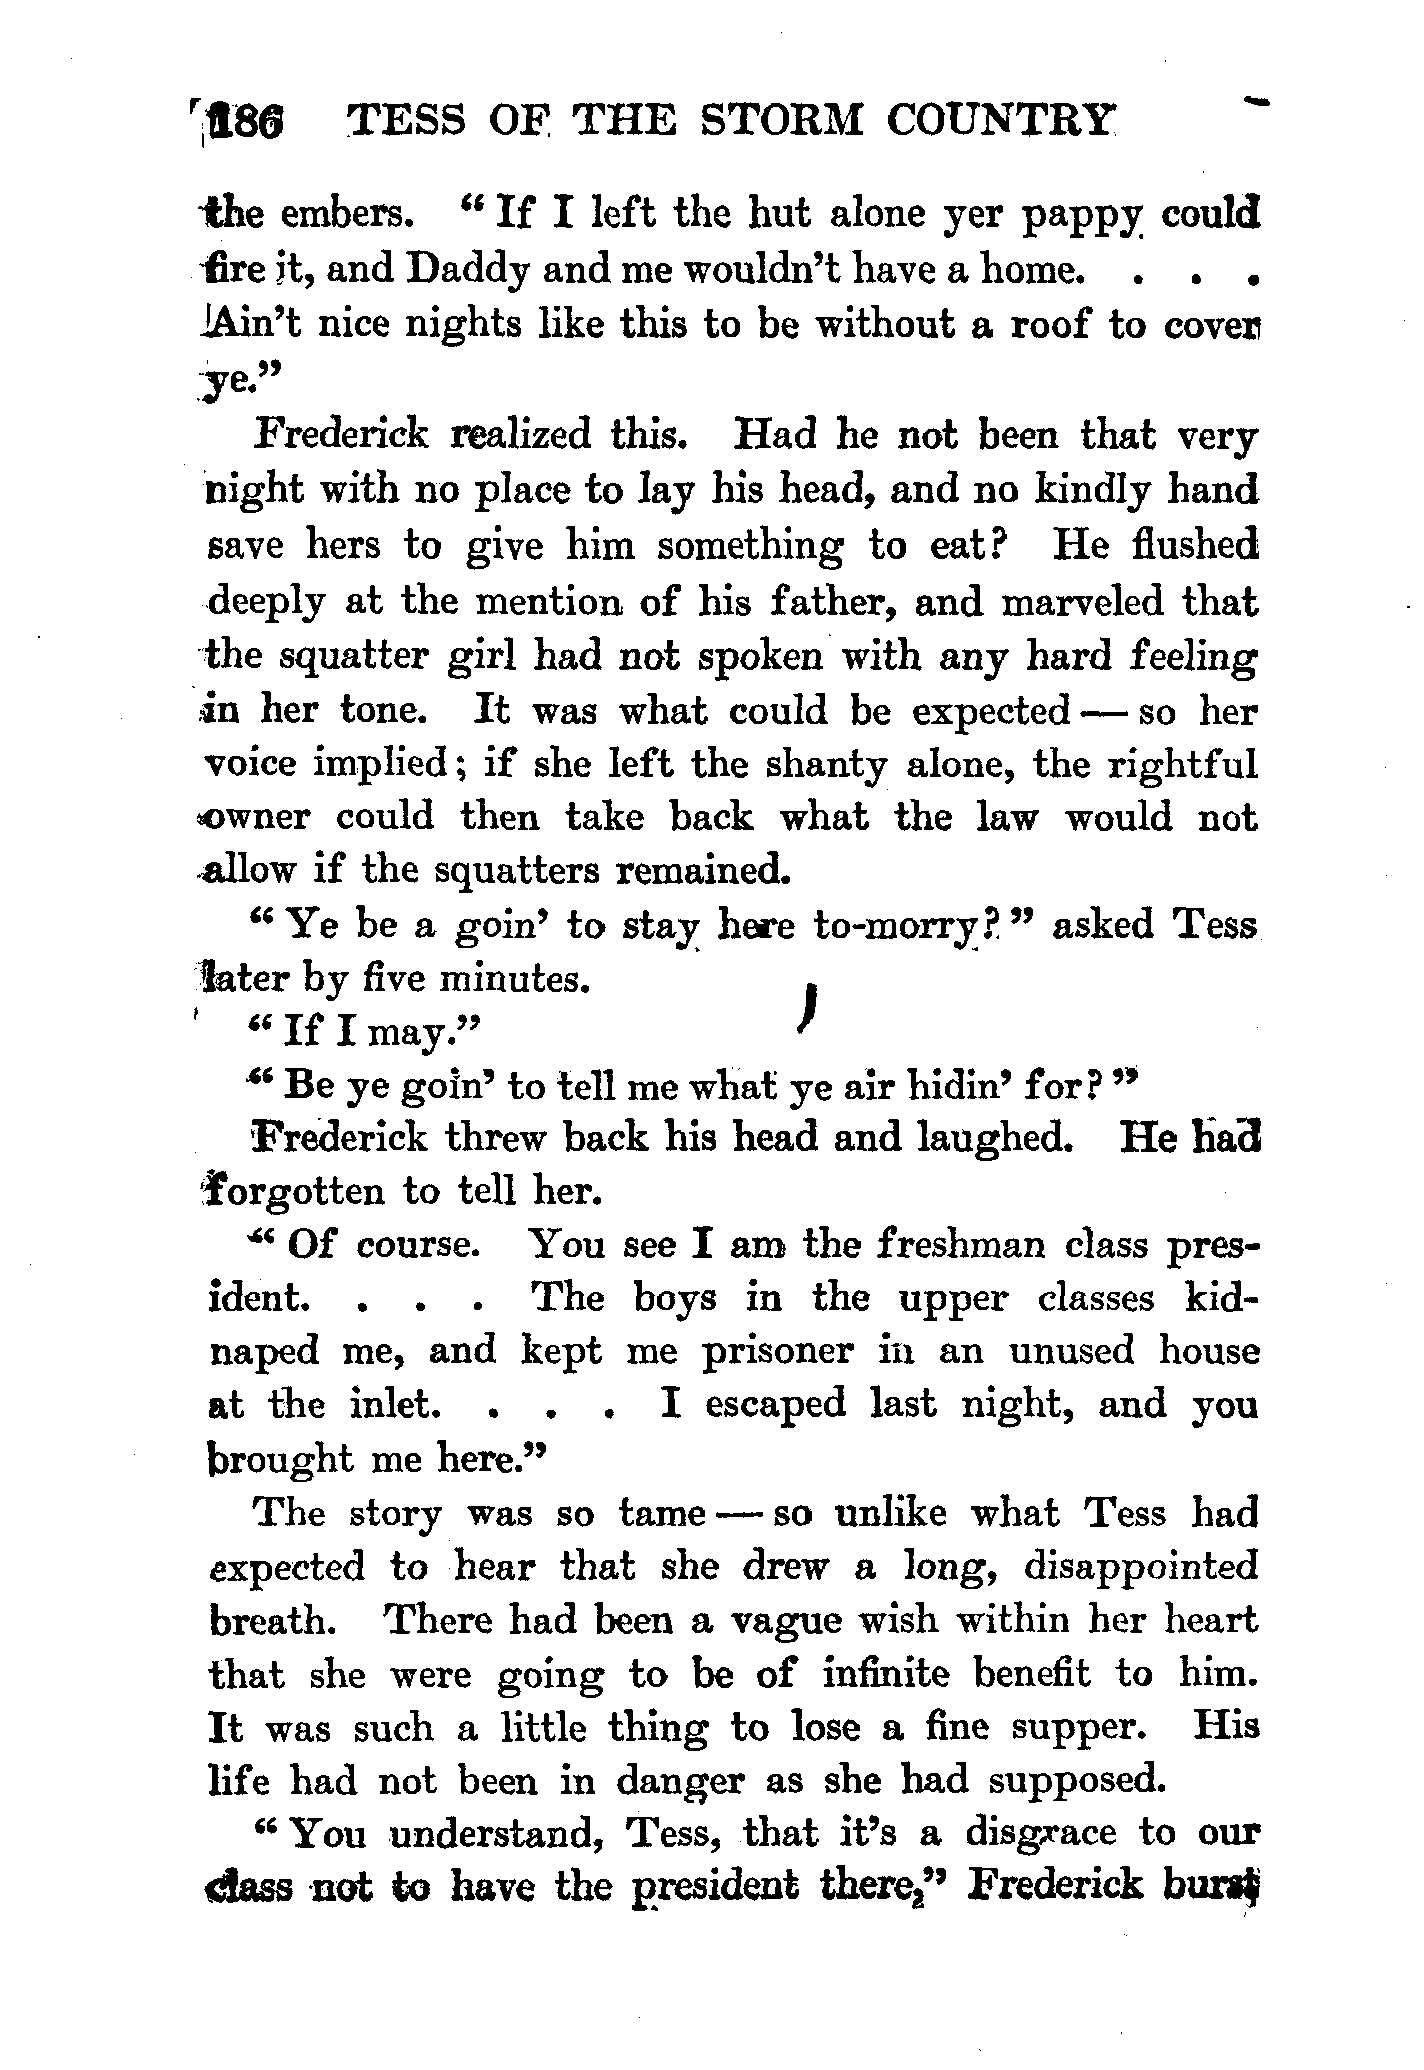 186 TESS OF THE STORM COUNTRY
the embers. “ If I left the hut alone yer pappy could
fire it, and Daddy and me wouldn’t have a home. . . .
Ain’t nice nights like this to be without a roof to cover
ye.”
Frederick realized this. Had he not been that very
night with no place to lay his head, and no kindly hand
save hers to give him something to eat? He flushed
deeply at the mention of his father, and marveled that
the squatter girl had not spoken with any hard feeling
in her tone. It was what could be expected — so her
voice implied; if she left the shanty alone, the rightful
owner could then take back what the law would not
allow if the squatters remained.
“ Ye be a goin’ to stay here to-morry? ” asked Tess
later by five minutes.
“ If I may.”
“ Be ye goin’ to tell me what ye air hidin’ for? ”
Frederick threw back his head and laughed. He had
forgotten to tell her.
“ Of course. You see I am the freshman class pres-
ident. . . . The boys in the upper classes kid-
naped me, and kept me prisoner in an unused house
at the inlet. . . . I escaped last night, and you
brought me here.”
The story was so tame — so unlike what Tess had
expected to hear that she drew a long, disappointed
breath. There had been a vague wish within her heart
that she were going to be of infinite benefit to him.
It was such a little thing to lose a fine supper. His
life had not been in danger as she had supposed.
“ You understand, Tess, that it’s a disgrace to our
class not to have the president there,” Frederick burst